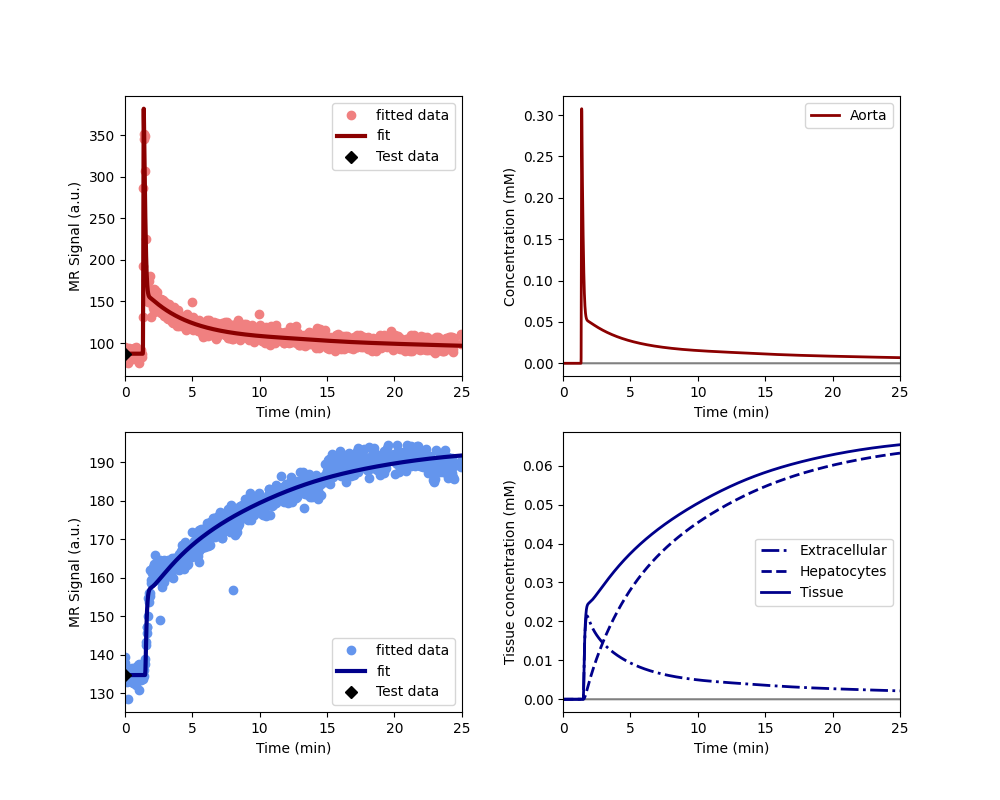 MR Signal (a.u.)
350
300
250
200
150
100
fitted data
fit
Test data
0 5 10 15 20 25
Time (min)
Concentration (mM)
0.30
0.25
0.20
0.15
0.10
0.05
0.00
Aorta
0 5 10 15 20 25
Time (min)
MR Signal (a.u.)
190
180
170
160
150
140
130
fitted data
fit
Test data
0 5 10 15 20 25
Time (min)
Tissue concentration (mM)
0.06
0.05
0.04
0.03
0.02
0.01
0.00
Extracellular
Hepatocytes
Tissue
0 5 10 15 20 25
Time (min)